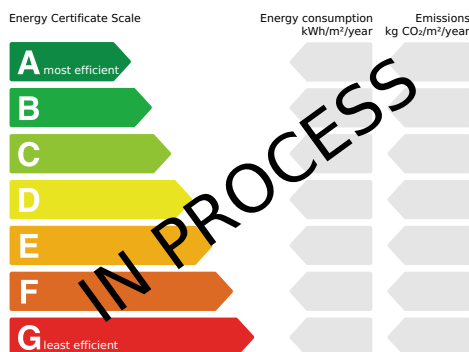 Energy Certificate Scale
Energy consumption
kWh/m²/year
Emissions
kg CO₂/m²/year
A most efficient
B
C
D
E
F
G least efficient
IN PROCESS